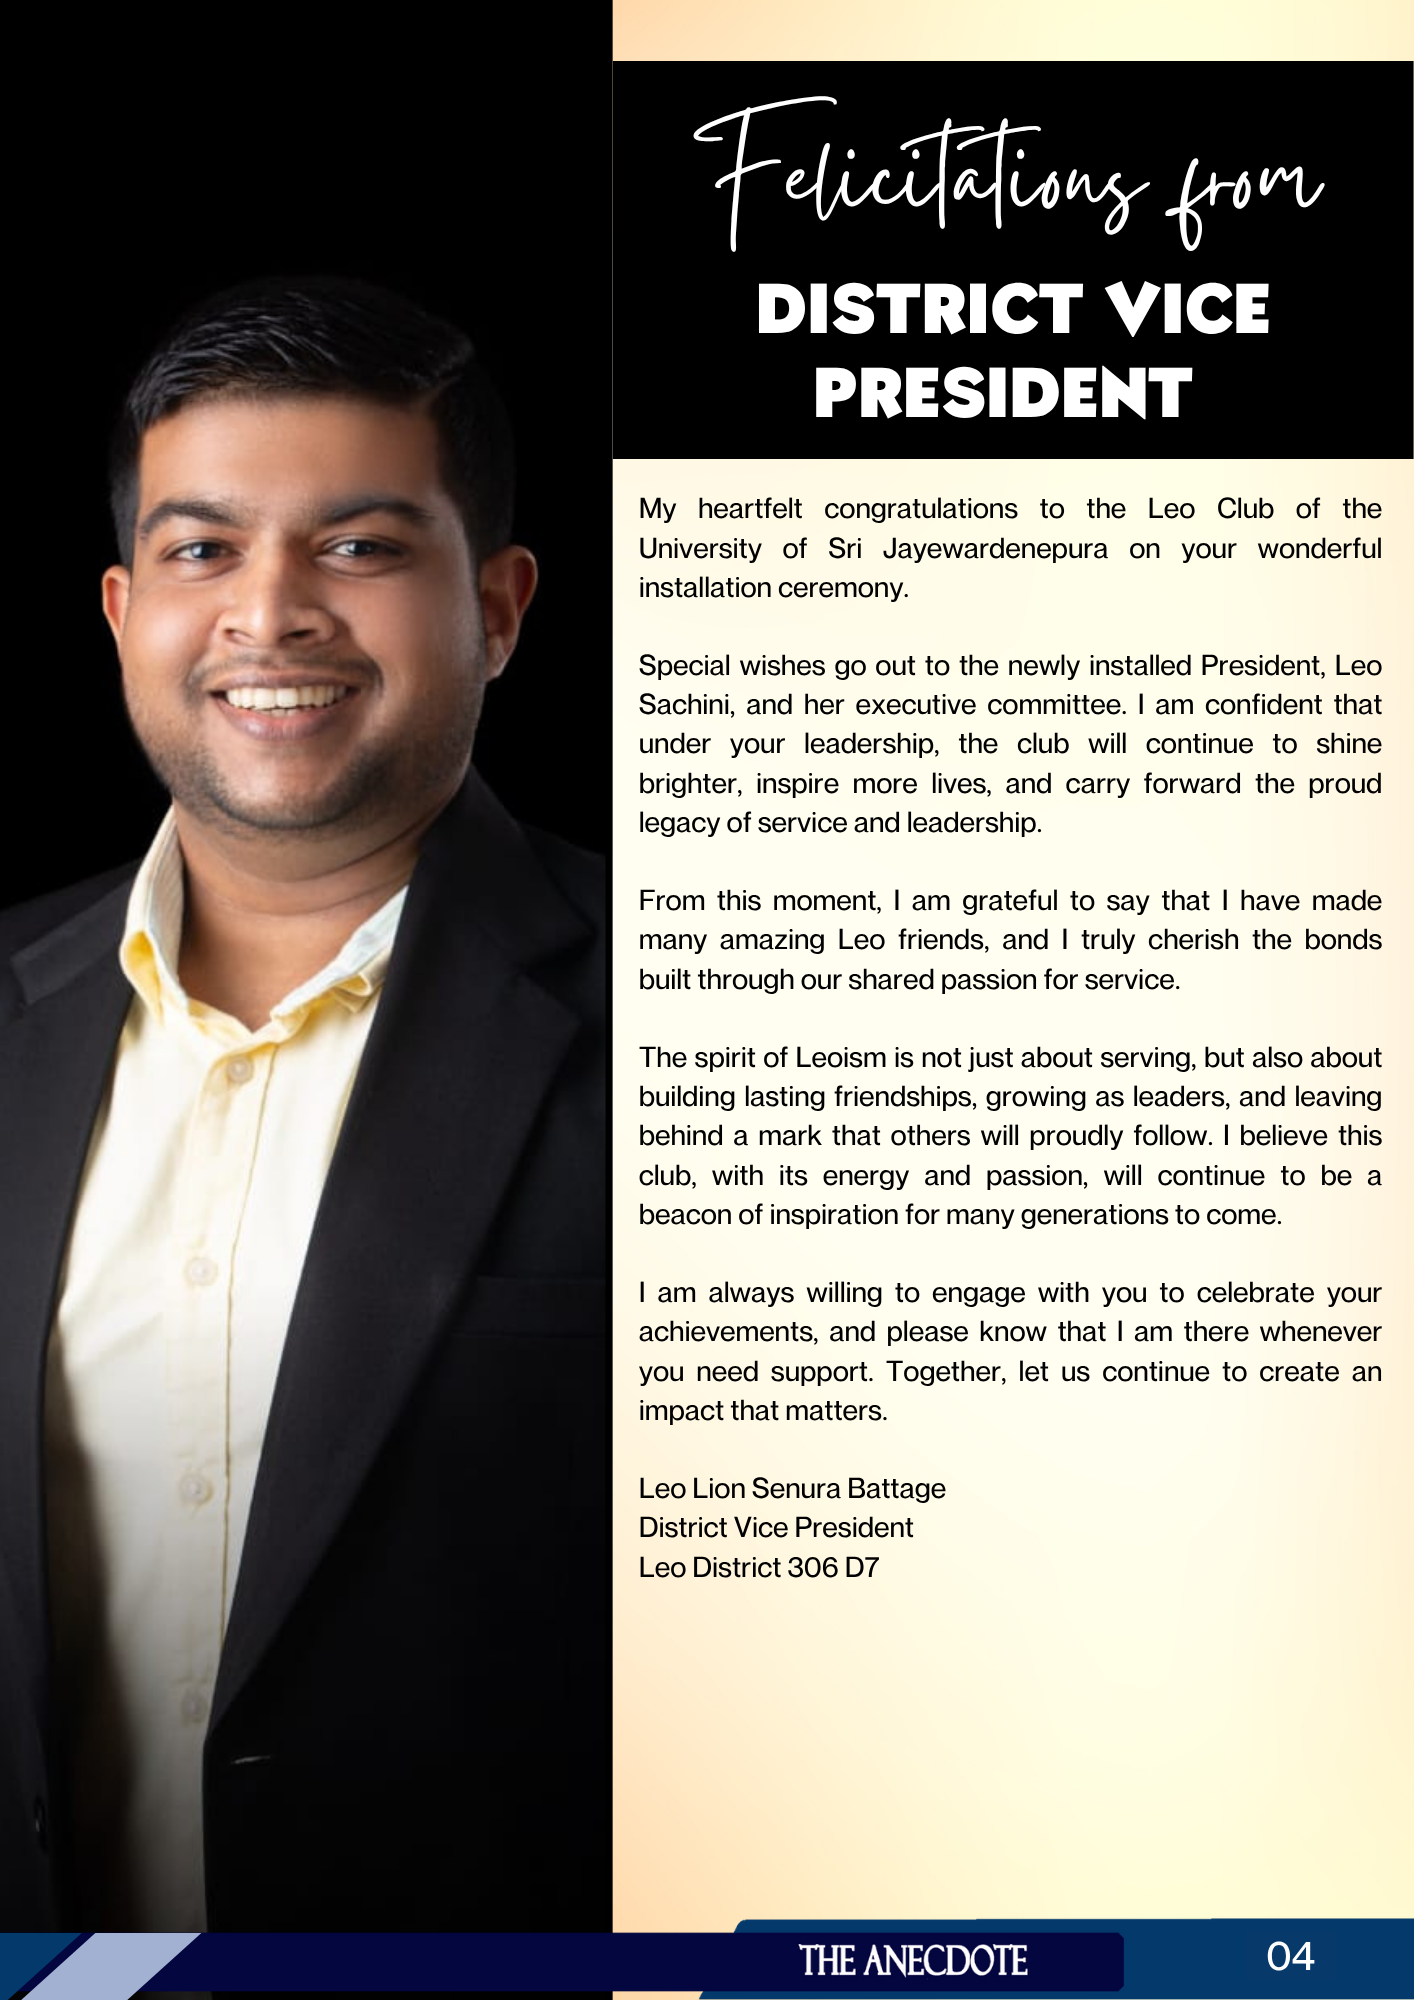 Felicitations from
DISTRICT VICE
PRESIDENT
My heartfelt congratulations to the Leo Club of the
University of Sri Jayewardenepura on your wonderful
installation ceremony.
Special wishes go out to the newly installed President, Leo
Sachini, and her executive committee. I am confident that
under your leadership, the club will continue to shine
brighter, inspire more lives, and carry forward the proud
legacy of service and leadership.
From this moment, I am grateful to say that I have made
many amazing Leo friends, and I truly cherish the bonds
built through our shared passion for service.
The spirit of Leoism is not just about serving, but also about
building lasting friendships, growing as leaders, and leaving
behind a mark that others will proudly follow. I believe this
club, with its energy and passion, will continue to be a
beacon of inspiration for many generations to come.
I am always willing to engage with you to celebrate your
achievements, and please know that I am there whenever
you need support. Together, let us continue to create an
impact that matters.
Leo Lion Senura Battage
District Vice President
Leo District 306 D7
THE ANECDOTE
04